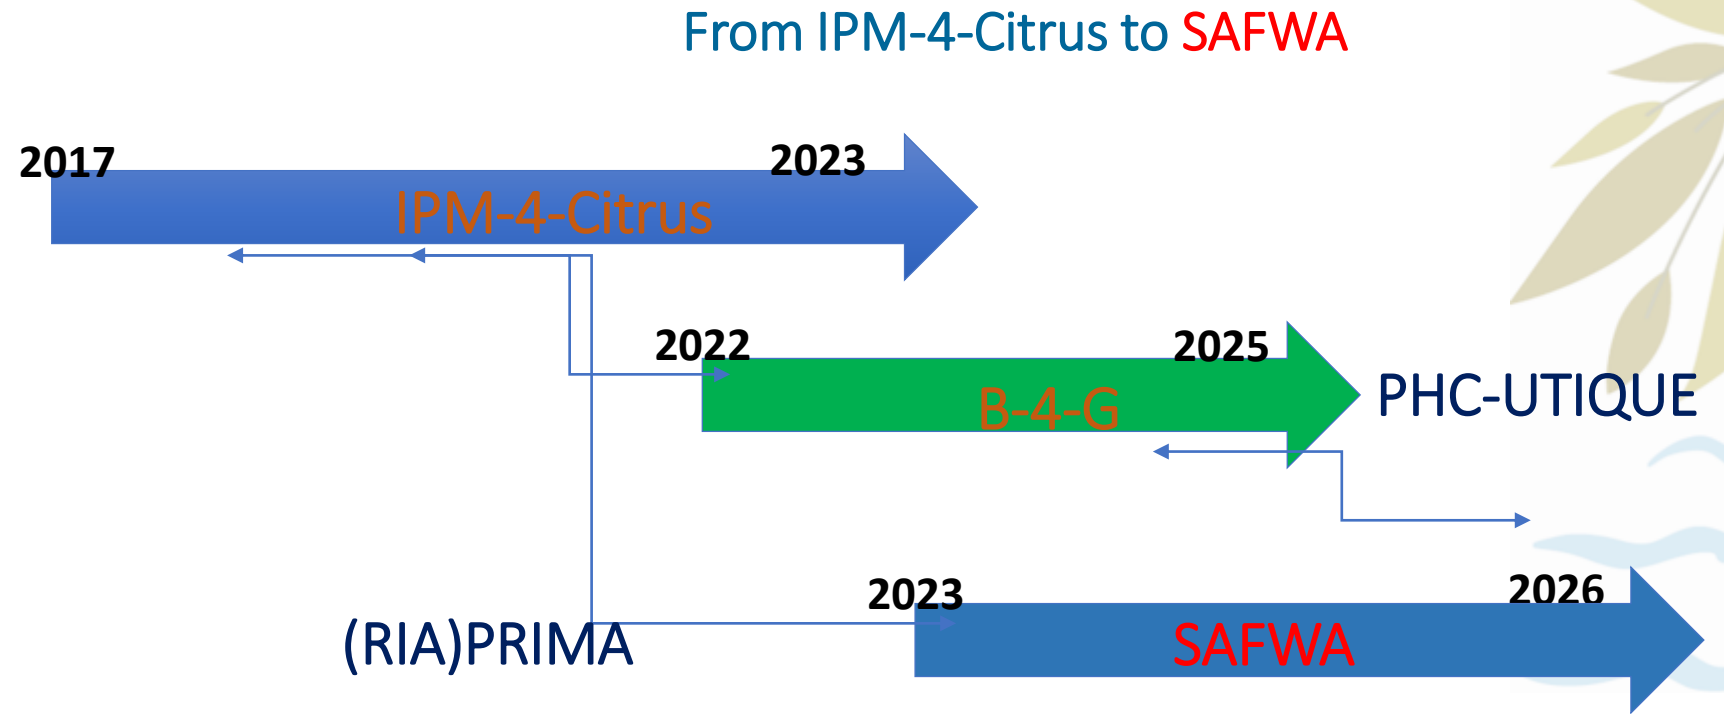 From IPM-4-Citrus to SAFWA
2017
2023
IPM-4-Citrus
2022
2025
B-4-G
PHC-UTIQUE
2023
2026
(RIA)PRIMA
SAFWA